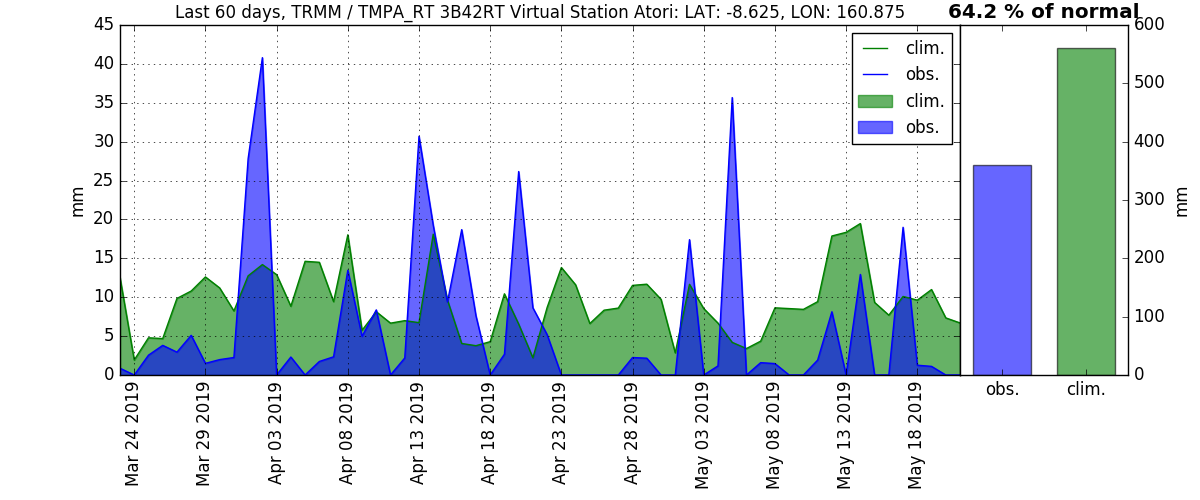 Last 60 days, TRMM / TMPA_RT 3B42RT Virtual Station Atori: LAT: -8.625, LON: 160.875
64.2 % of normal
45
40
35
30
25
20
15
10
5
0
mm
clim.
obs.
clim.
obs.
600
500
400
300
200
100
0
mm
Mar 24 2019
Mar 29 2019
Apr 03 2019
Apr 08 2019
Apr 13 2019
Apr 18 2019
Apr 23 2019
Apr 28 2019
May 03 2019
May 08 2019
May 13 2019
May 18 2019
obs.
clim.